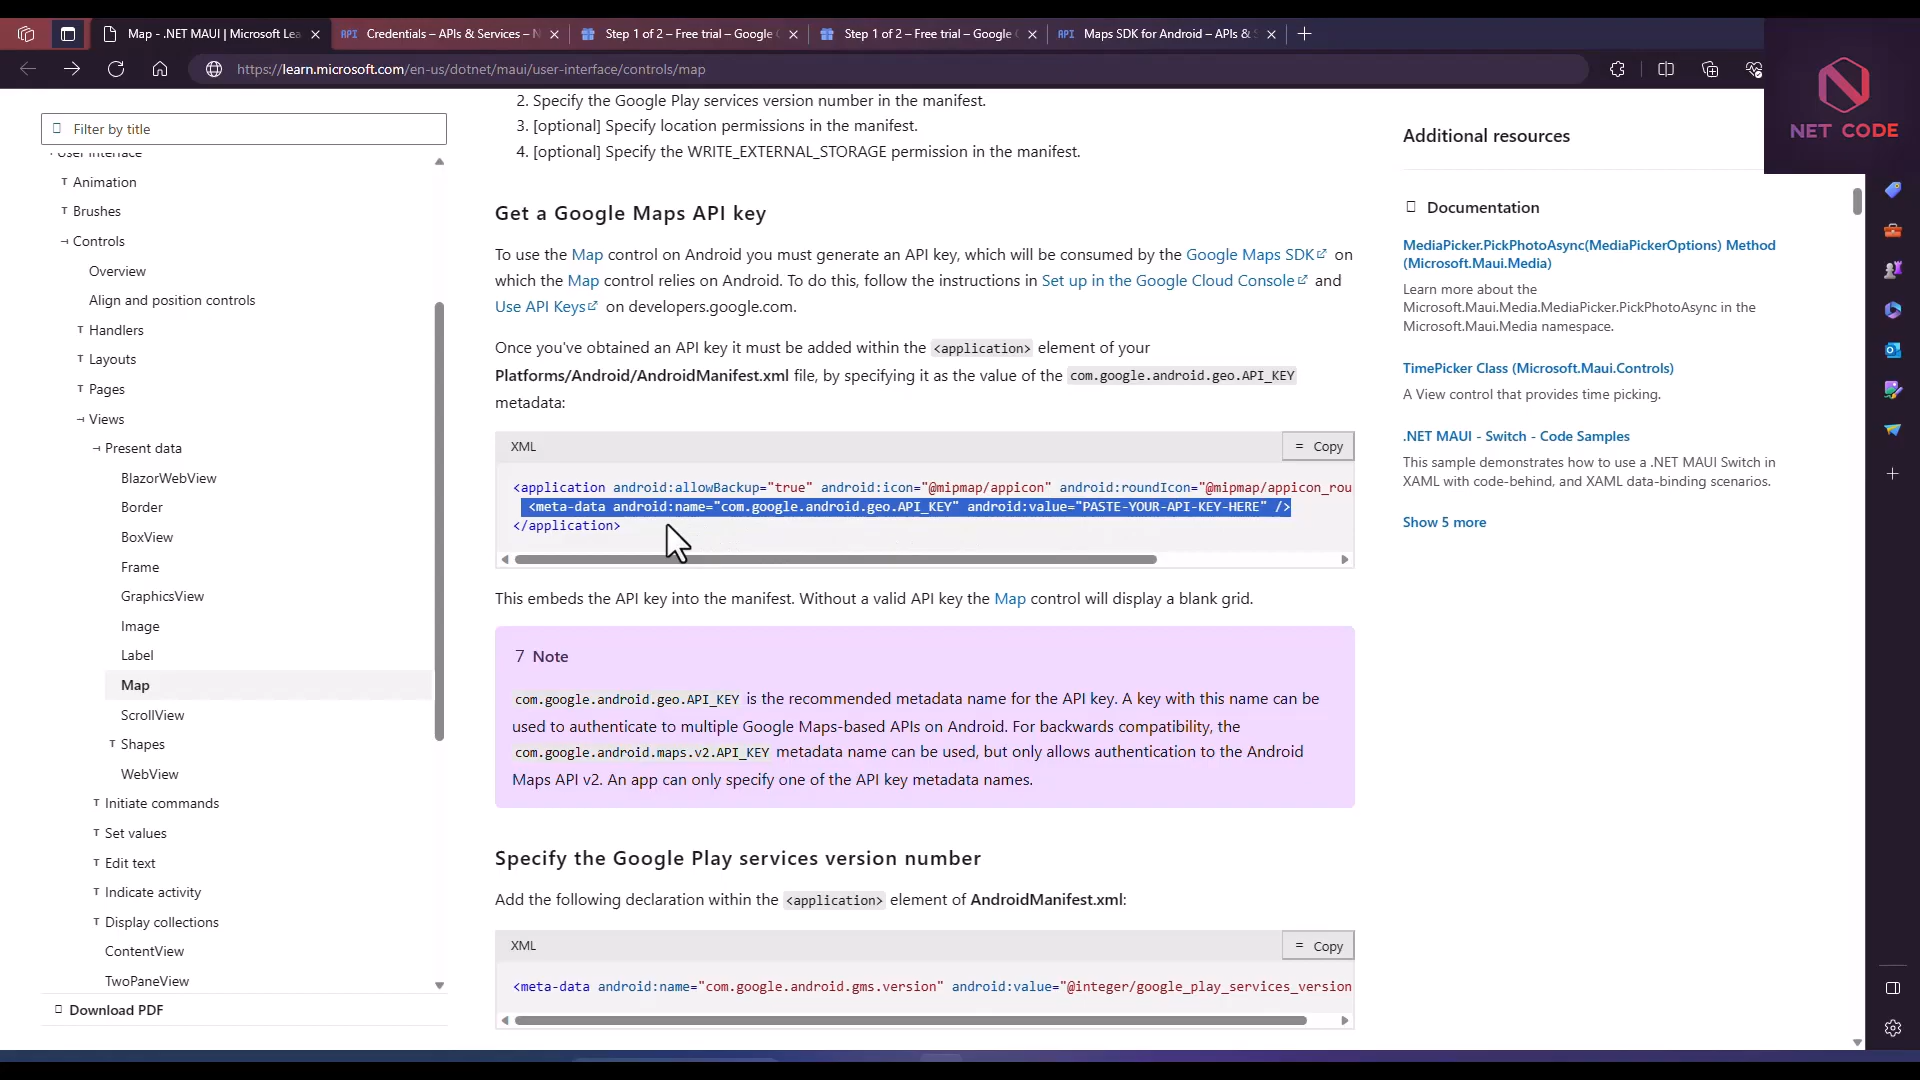 Map - .NET MAUI | Microsoft Lea
API Credentials – APIs & Services – N
Step 1 of 2 – Free trial – Google C
Step 1 of 2 – Free trial – Google C
API Maps SDK for Android – APIs & S
https://learn.microsoft.com/en-us/dotnet/maui/user-interface/controls/map
NET CODE
Filter by title
User interface
Animation
Brushes
Controls
Overview
Align and position controls
Handlers
Layouts
Pages
Views
Present data
BlazorWebView
Border
BoxView
Frame
GraphicsView
Image
Label
Map
ScrollView
Shapes
WebView
Initiate commands
Set values
Edit text
Indicate activity
Display collections
ContentView
TwoPaneView
Download PDF
2. Specify the Google Play services version number in the manifest.
3. [optional] Specify location permissions in the manifest.
4. [optional] Specify the WRITE_EXTERNAL_STORAGE permission in the manifest.
Get a Google Maps API key
To use the Map control on Android you must generate an API key, which will be consumed by the Google Maps SDK on
which the Map control relies on Android. To do this, follow the instructions in Set up in the Google Cloud Console and
Use API Keys on developers.google.com.
Once you've obtained an API key it must be added within the <application> element of your
Platforms/Android/AndroidManifest.xml file, by specifying it as the value of the com.google.android.geo.API_KEY
metadata:
XML
Copy
<application android:allowBackup="true" android:icon="@mipmap/appicon" android:roundIcon="@mipmap/appicon_rou
<meta-data android:name="com.google.android.geo.API_KEY" android:value="PASTE-YOUR-API-KEY-HERE" />
</application>
This embeds the API key into the manifest. Without a valid API key the Map control will display a blank grid.
7 Note
com.google.android.geo.API_KEY is the recommended metadata name for the API key. A key with this name can be
used to authenticate to multiple Google Maps-based APIs on Android. For backwards compatibility, the
com.google.android.maps.v2.API_KEY metadata name can be used, but only allows authentication to the Android
Maps API v2. An app can only specify one of the API key metadata names.
Specify the Google Play services version number
Add the following declaration within the <application> element of AndroidManifest.xml:
XML
Copy
<meta-data android:name="com.google.android.gms.version" android:value="@integer/google_play_services_version
Additional resources
Documentation
MediaPicker.PickPhotoAsync(MediaPickerOptions) Method
(Microsoft.Maui.Media)
Learn more about the
Microsoft.Maui.Media.MediaPicker.PickPhotoAsync in the
Microsoft.Maui.Media namespace.
TimePicker Class (Microsoft.Maui.Controls)
A View control that provides time picking.
.NET MAUI - Switch - Code Samples
This sample demonstrates how to use a .NET MAUI Switch in
XAML with code-behind, and XAML data-binding scenarios.
Show 5 more